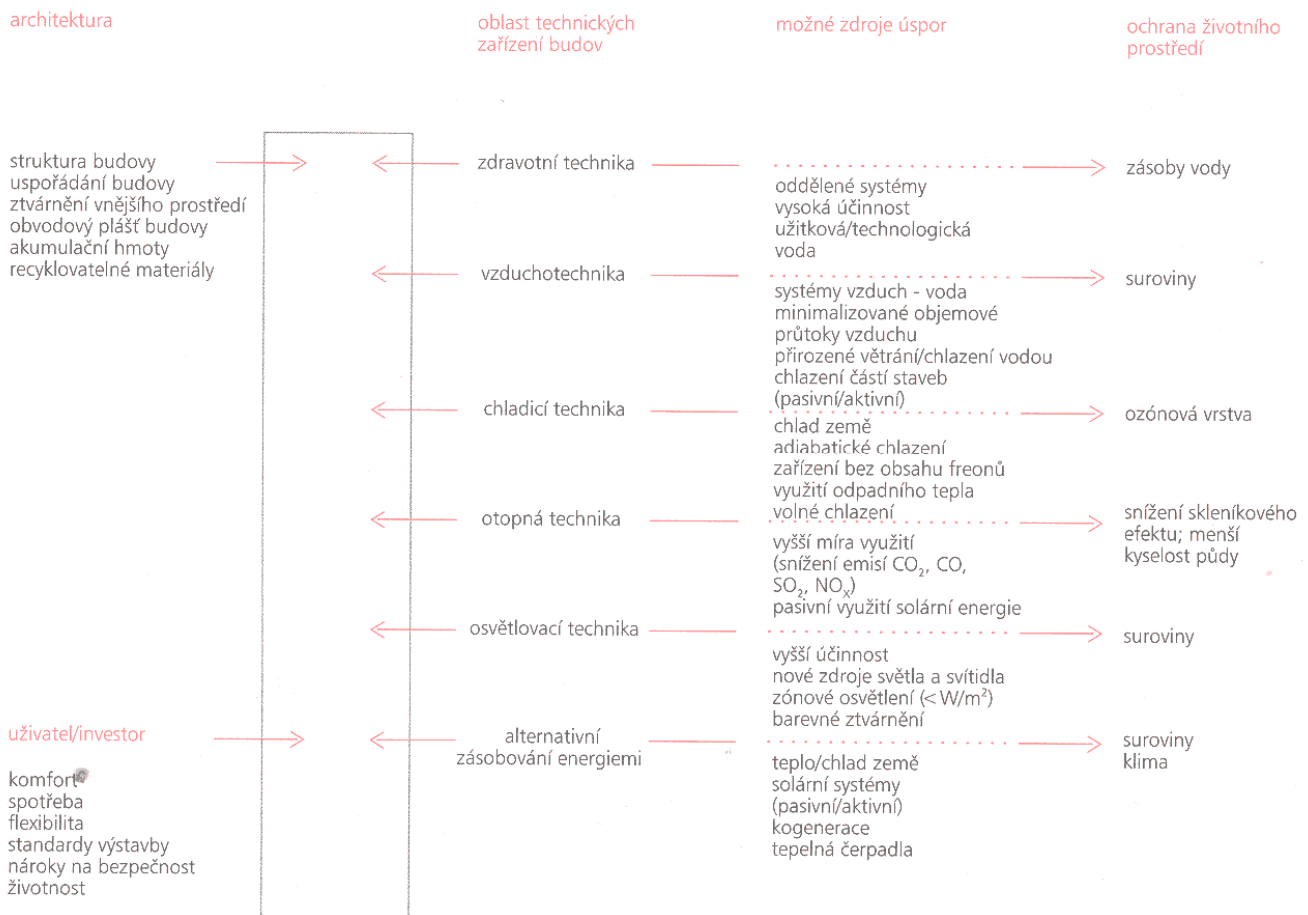 architektura
oblast technických
zařízení budov
možné zdroje úspor
ochrana životního
prostředí
struktura budovy
uspořádání budovy
ztvárnění vnějšího prostředí
obvodový plášť budovy
akumulační hmoty
recyklovatelné materiály
zdravotní technika
oddělené systémy
vysoká účinnost
užitková/technologická
voda
zásoby vody
vzduchotechnika
systémy vzduch - voda
minimalizované objemové
průtoky vzduchu
přirozené větrání/chlazení vodou
chlazení částí staveb
(pasivní/aktivní)
suroviny
chladicí technika
chlad země
adiabatické chlazení
zařízení bez obsahu freonů
využití odpadního tepla
volné chlazení
ozónová vrstva
otopná technika
vyšší míra využití
(snížení emisí CO₂, CO,
SO₂, NOₓ)
pasivní využití solární energie
snížení skleníkového
efektu; menší
kyselost půdy
osvětlovací technika
vyšší účinnost
nové zdroje světla a svítidla
zónové osvětlení (< W/m²)
barevné ztvárnění
suroviny
uživatel/investor
komfort
spotřeba
flexibilita
standardy výstavby
nároky na bezpečnost
životnost
alternativní
zásobování energiemi
teplo/chlad země
solární systémy
(pasivní/aktivní)
kogenerace
tepelná čerpadla
suroviny
klima